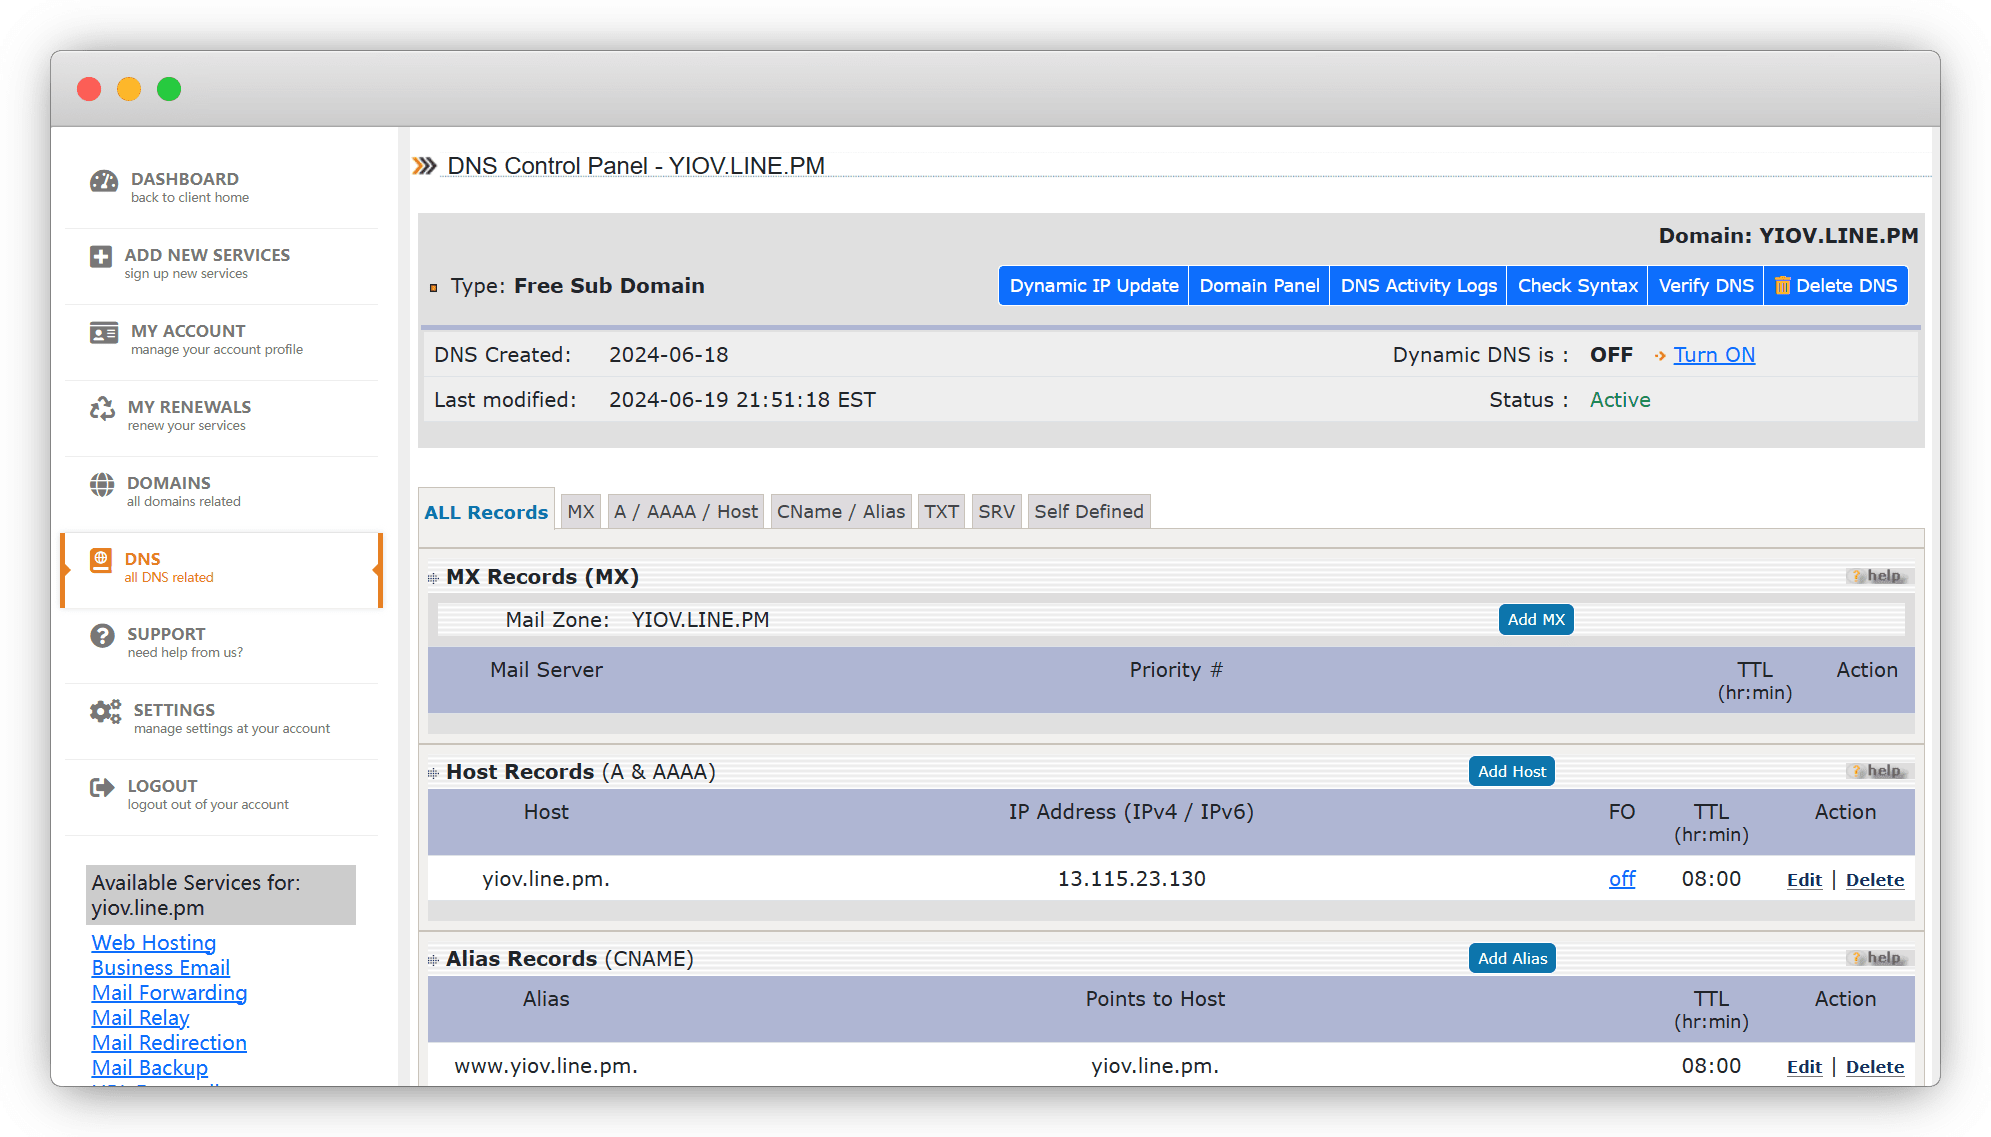 DASHBOARD
back to client home
ADD NEW SERVICES
sign up new services
MY ACCOUNT
manage your account profile
MY RENEWALS
renew your services
DOMAINS
all domains related
DNS
all DNS related
SUPPORT
need help from us?
SETTINGS
manage settings at your account
LOGOUT
logout out of your account
Available Services for:
yiov.line.pm
Web Hosting
Business Email
Mail Forwarding
Mail Relay
Mail Redirection
Mail Backup
DNS Control Panel - YIOV.LINE.PM
Domain: YIOV.LINE.PM
Type: Free Sub Domain
Dynamic IP Update Domain Panel DNS Activity Logs Check Syntax Verify DNS Delete DNS
DNS Created: 2024-06-18 Dynamic DNS is : OFF Turn ON
Last modified: 2024-06-19 21:51:18 EST Status : Active
ALL Records MX A / AAAA / Host CName / Alias TXT SRV Self Defined
MX Records (MX) help
Mail Zone: YIOV.LINE.PM Add MX
Mail Server Priority # TTL Action
(hr:min)
Host Records (A & AAAA) Add Host help
Host IP Address (IPv4 / IPv6) FO TTL Action
(hr:min)
yiov.line.pm. 13.115.23.130 off 08:00 Edit | Delete
Alias Records (CNAME) Add Alias help
Alias Points to Host TTL Action
(hr:min)
www.yiov.line.pm. yiov.line.pm. 08:00 Edit | Delete